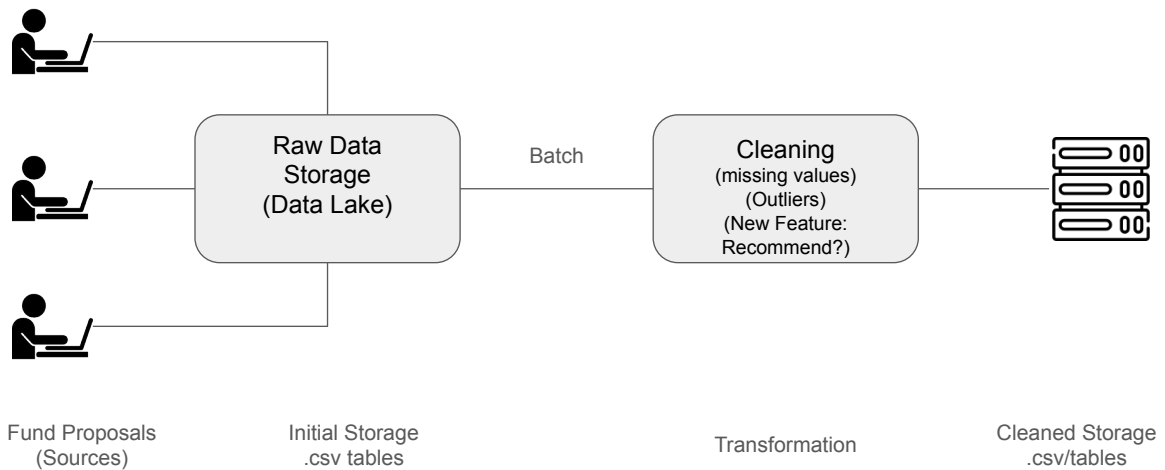 Raw Data
Storage
(Data Lake)
Batch
Cleaning
(missing values)
(Outliers)
(New Feature:
Recommend?)
Fund Proposals
(Sources)
Initial Storage
.csv tables
Transformation
Cleaned Storage
.csv/tables